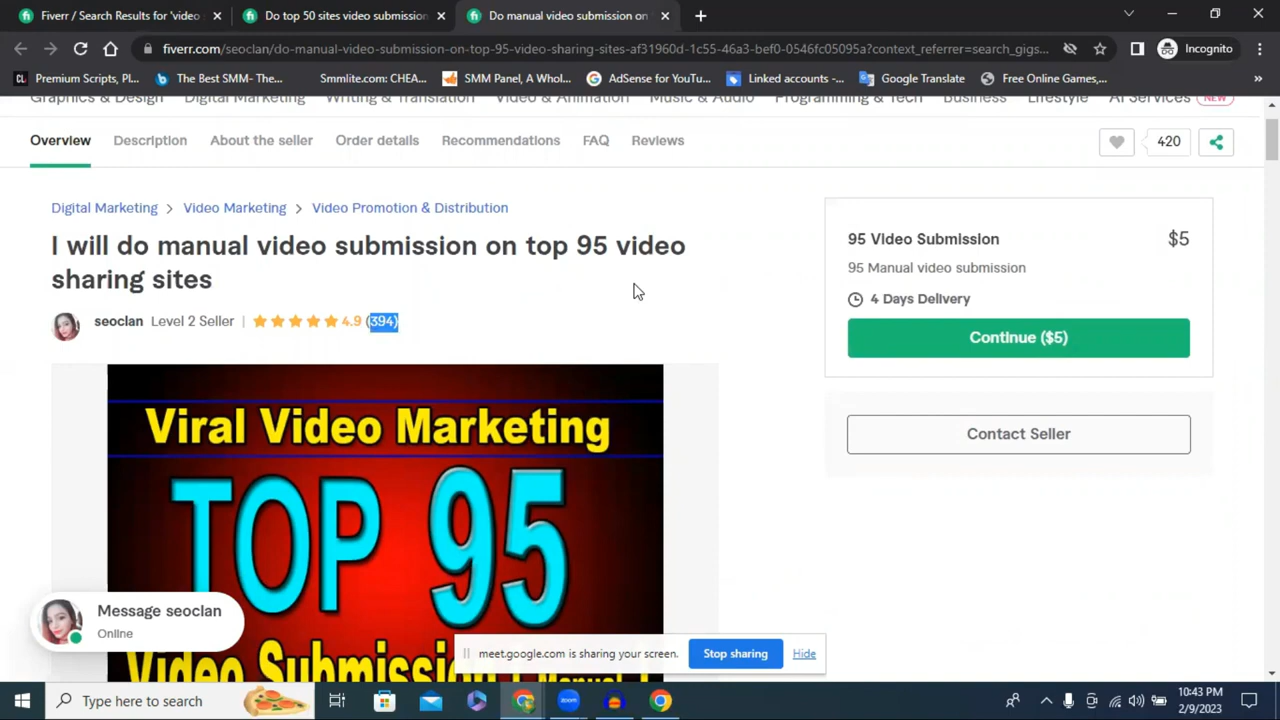 Fiverr / Search Results for 'video
Do top 50 sites video submission
Do manual video submission on
fiverr.com/seoclan/do-manual-video-submission-on-top-95-video-sharing-sites-af31960d-1c55-46a3-bef0-0546fc05095a?context_referrer=search_gigs...
Incognito
Premium Scripts, Pl...
The Best SMM- The...
Smmlite.com: CHEA...
SMM Panel, A Whol...
AdSense for YouTu...
Linked accounts -...
Google Translate
Free Online Games,...
Graphics & Design
Digital Marketing
Writing & Translation
Video & Animation
Music & Audio
Programming & Tech
Business
Lifestyle
AI Services
NEW
Overview
Description
About the seller
Order details
Recommendations
FAQ
Reviews
420
Digital Marketing > Video Marketing > Video Promotion & Distribution
I will do manual video submission on top 95 video
sharing sites
seoclan Level 2 Seller | 4.9 (394)
95 Video Submission $5
95 Manual video submission
4 Days Delivery
Continue ($5)
Contact Seller
Viral Video Marketing
TOP 95
Video Submission
Manual
Message seoclan
Online
meet.google.com is sharing your screen.
Stop sharing
Hide
Type here to search
zoom
10:43 PM
2/9/2023